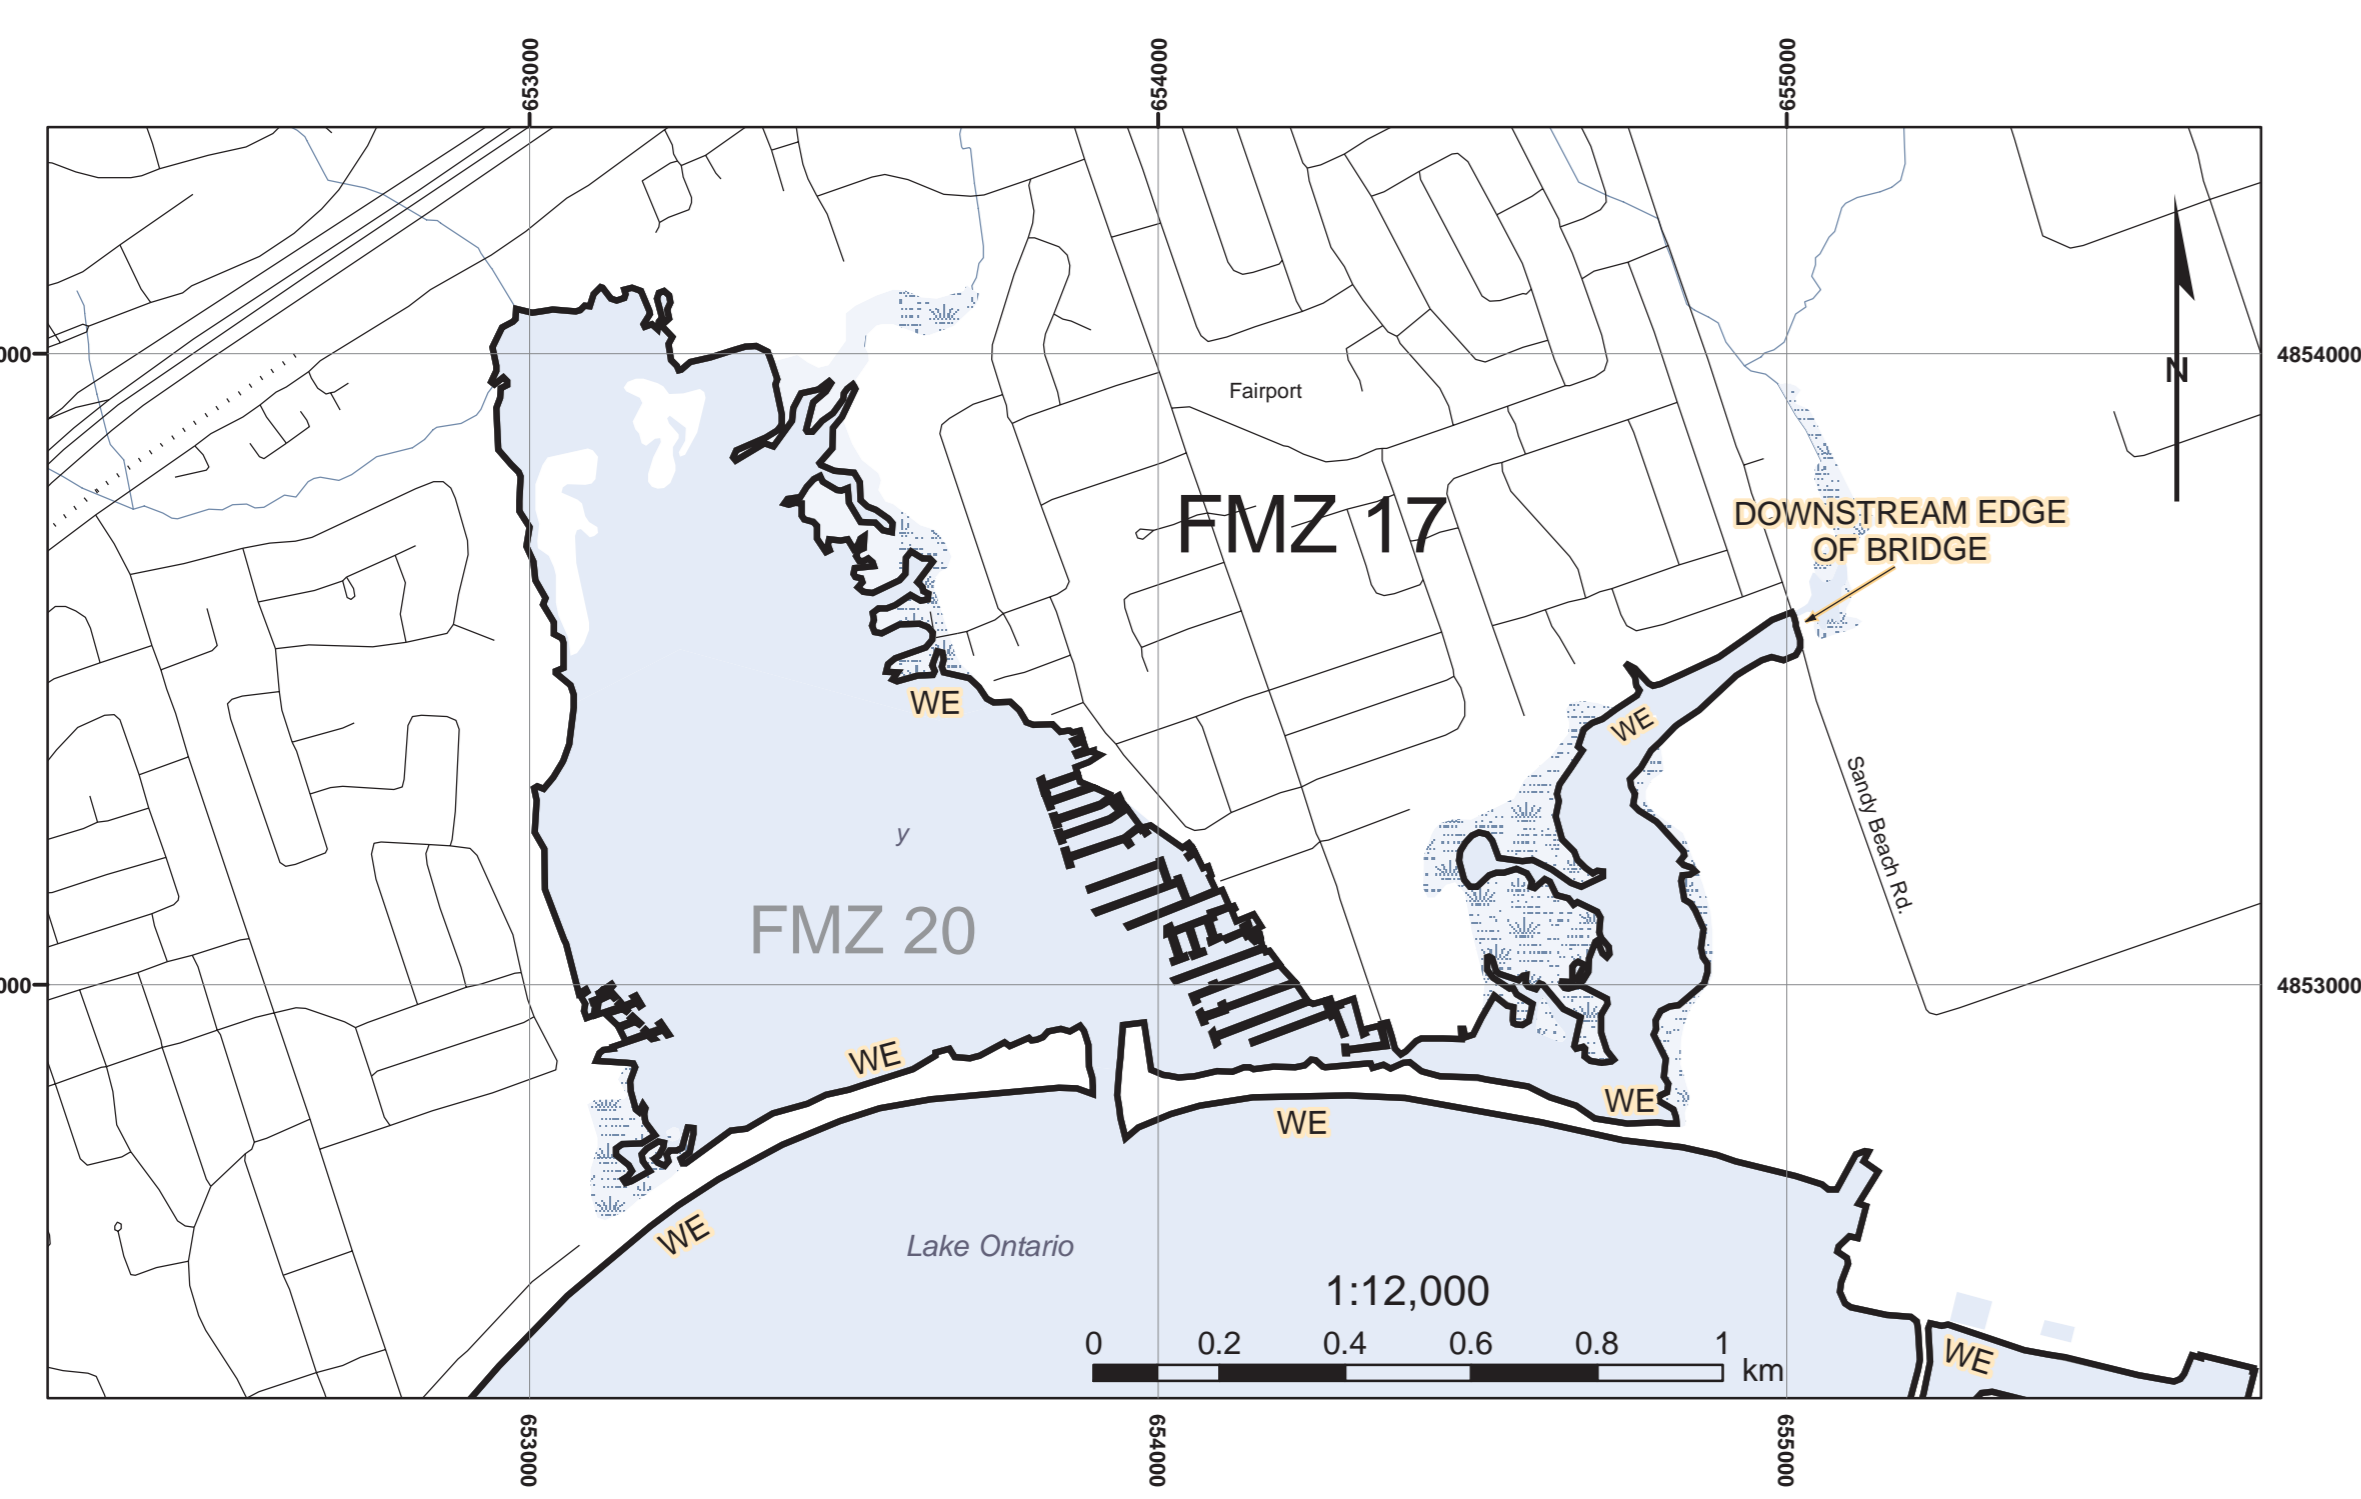 653000
654000
655000
000
4854000
N
Fairport
FMZ 17
DOWNSTREAM EDGE
OF BRIDGE
WE
WE
Sandy Beach Rd.
y
FMZ 20
000
4853000
WE
WE
WE
WE
Lake Ontario
1:12,000
0 0.2 0.4 0.6 0.8 1
km
WE
653000
654000
655000